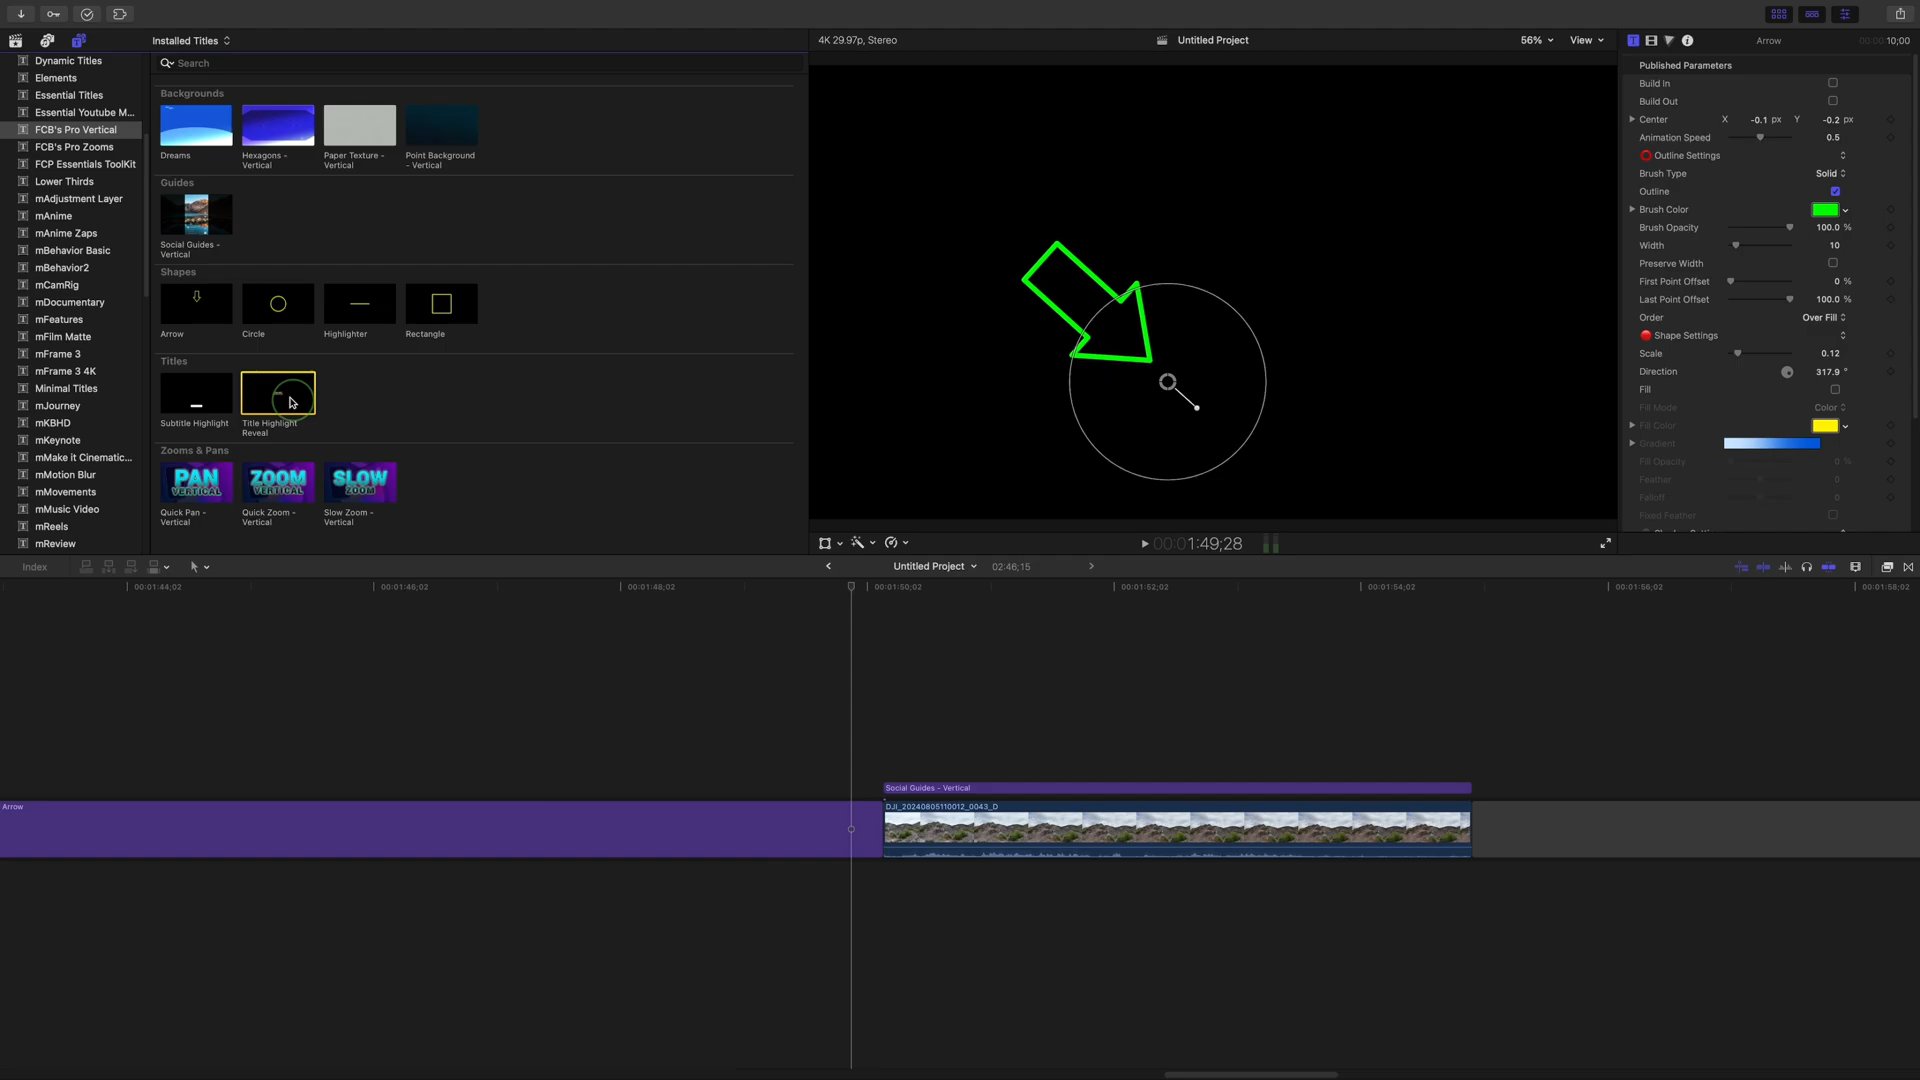 Installed Titles
4K 29.97p, Stereo
Untitled Project
56%
View
Arrow
00:00:10;00
Dynamic Titles
Elements
Essential Titles
Essential Youtube M...
FCB's Pro Vertical
FCB's Pro Zooms
FCP Essentials ToolKit
Lower Thirds
mAdjustment Layer
mAnime
mAnime Zaps
mBehavior Basic
mBehavior2
mCamRig
mDocumentary
mFeatures
mFilm Matte
mFrame 3
mFrame 3 4K
Minimal Titles
mJourney
mKBHD
mKeynote
mMake it Cinematic...
mMotion Blur
mMovements
mMusic Video
mReels
mReview
Search
Backgrounds
Dreams
Hexagons -
Vertical
Paper Texture -
Vertical
Point Background
- Vertical
Guides
Social Guides -
Vertical
Shapes
Arrow
Circle
Highlighter
Rectangle
Titles
Subtitle Highlight
Title Highlight
Reveal
Zooms & Pans
PAN
VERTICAL
ZOOM
VERTICAL
SLOW
ZOOM
Quick Pan -
Vertical
Quick Zoom -
Vertical
Slow Zoom -
Vertical
Published Parameters
Build In
Build Out
Center X -0.1 px Y -0.2 px
Animation Speed 0.5
Outline Settings
Brush Type Solid
Outline
Brush Color
Brush Opacity 100.0 %
Width 10
Preserve Width
First Point Offset 0 %
Last Point Offset 100.0 %
Order Over Fill
Shape Settings
Scale 0.12
Direction 317.9 °
Fill
Fill Mode Color
Fill Color
Gradient
Fill Opacity 0 %
Feather 0
Falloff 0
Fixed Feather
00:00:1:49;28
Index
Untitled Project
02:46;15
00:01:44;02
00:01:46;02
00:01:48;02
00:01:50;02
00:01:52;02
00:01:54;02
00:01:56;02
00:01:58;02
Social Guides - Vertical
Arrow
DJI_20240805110012_0043_D